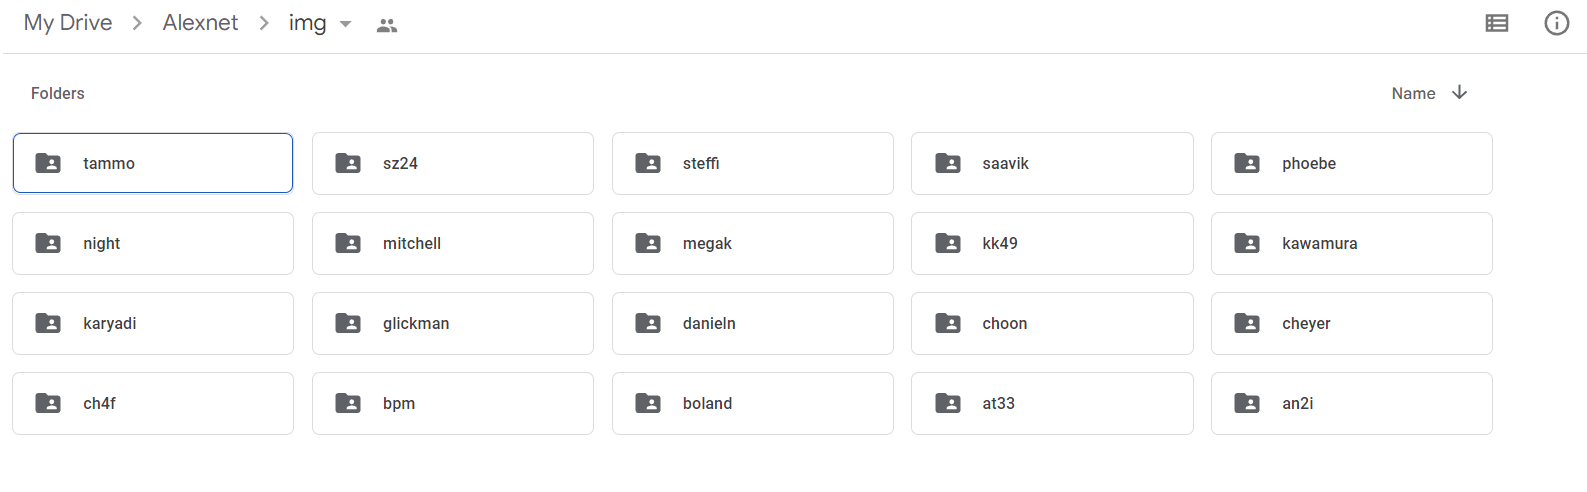 My Drive > Alexnet > img
Folders Name
tammo sz24 steffi saavik phoebe
night mitchell megak kk49 kawamura
karyadi glickman danieln choon cheyer
ch4f bpm boland at33 an2i